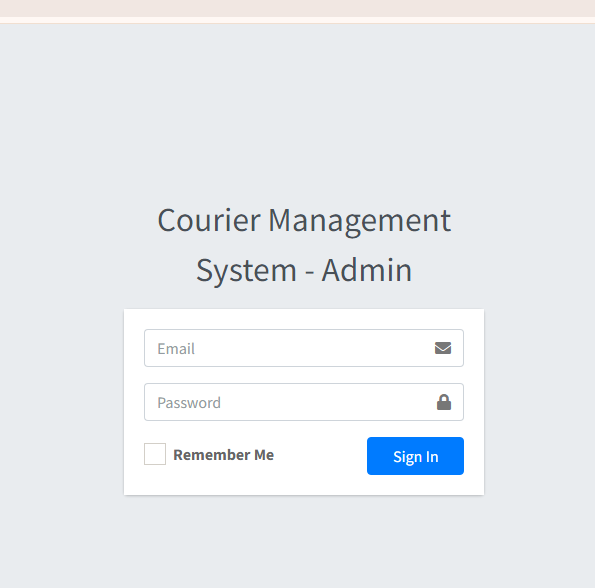 Courier Management
System - Admin
Email
Password
Remember Me
Sign In